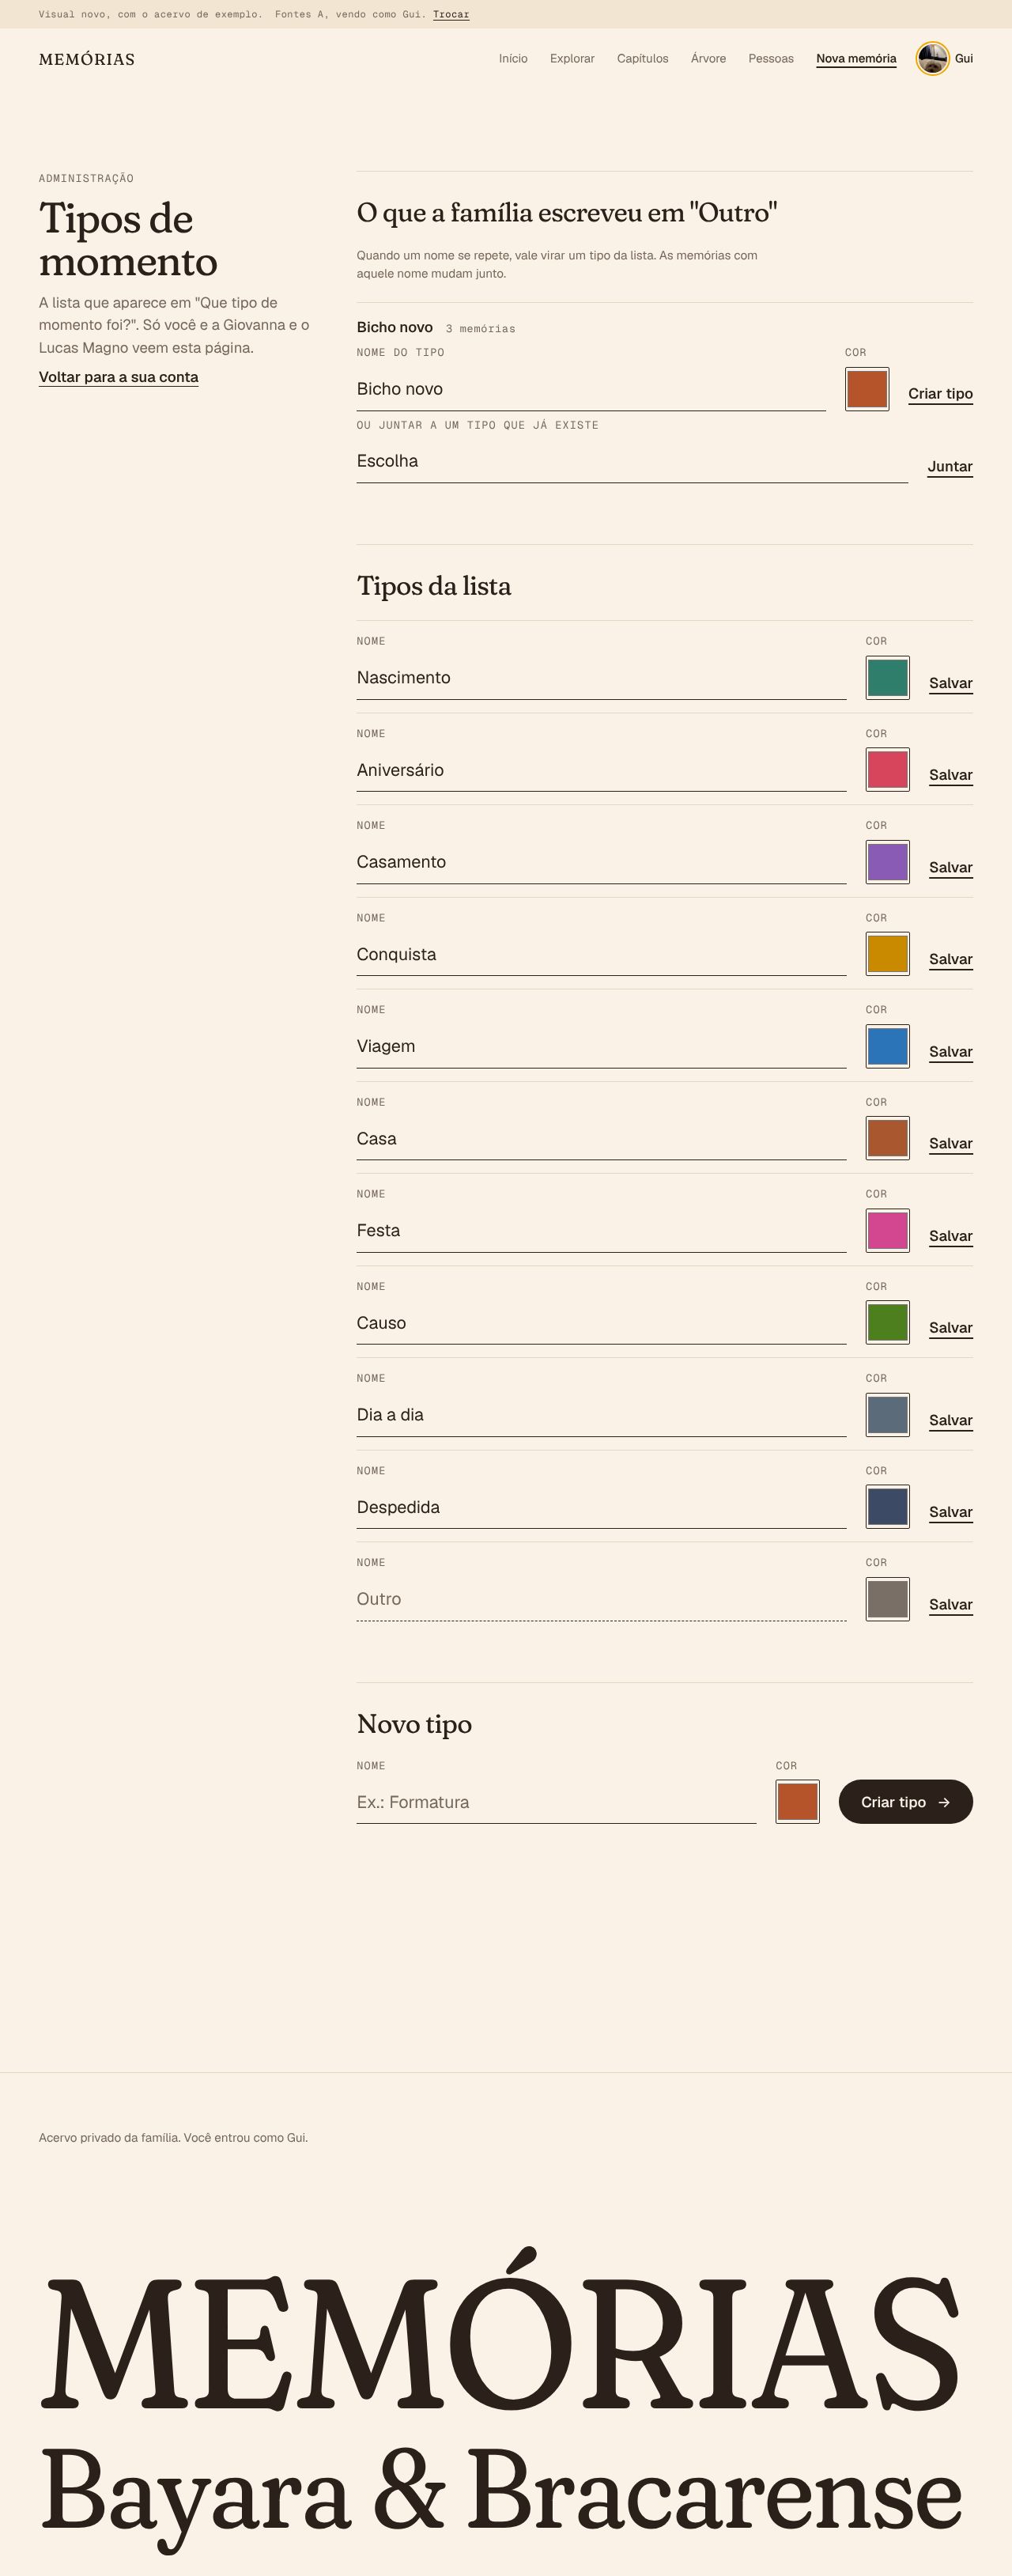 Visual novo, com o acervo de exemplo. Fontes A, vendo como Gui. Trocar
MEMÓRIAS
Início
Explorar
Capítulos
Árvore
Pessoas
Nova memória
Gui
ADMINISTRAÇÃO
Tipos de
momento
A lista que aparece em "Que tipo de
momento foi?". Só você e a Giovanna e o
Lucas Magno veem esta página.
Voltar para a sua conta
O que a família escreveu em "Outro"
Quando um nome se repete, vale virar um tipo da lista. As memórias com
aquele nome mudam junto.
Bicho novo 3 memórias
NOME DO TIPO
COR
Bicho novo
Criar tipo
OU JUNTAR A UM TIPO QUE JÁ EXISTE
Escolha
Juntar
Tipos da lista
NOME
COR
Nascimento
Salvar
NOME
COR
Aniversário
Salvar
NOME
COR
Casamento
Salvar
NOME
COR
Conquista
Salvar
NOME
COR
Viagem
Salvar
NOME
COR
Casa
Salvar
NOME
COR
Festa
Salvar
NOME
COR
Causo
Salvar
NOME
COR
Dia a dia
Salvar
NOME
COR
Despedida
Salvar
NOME
COR
Outro
Salvar
Novo tipo
NOME
COR
Ex.: Formatura
Criar tipo →
Acervo privado da família. Você entrou como Gui.
MEMÓRIAS
Bayara & Bracarense